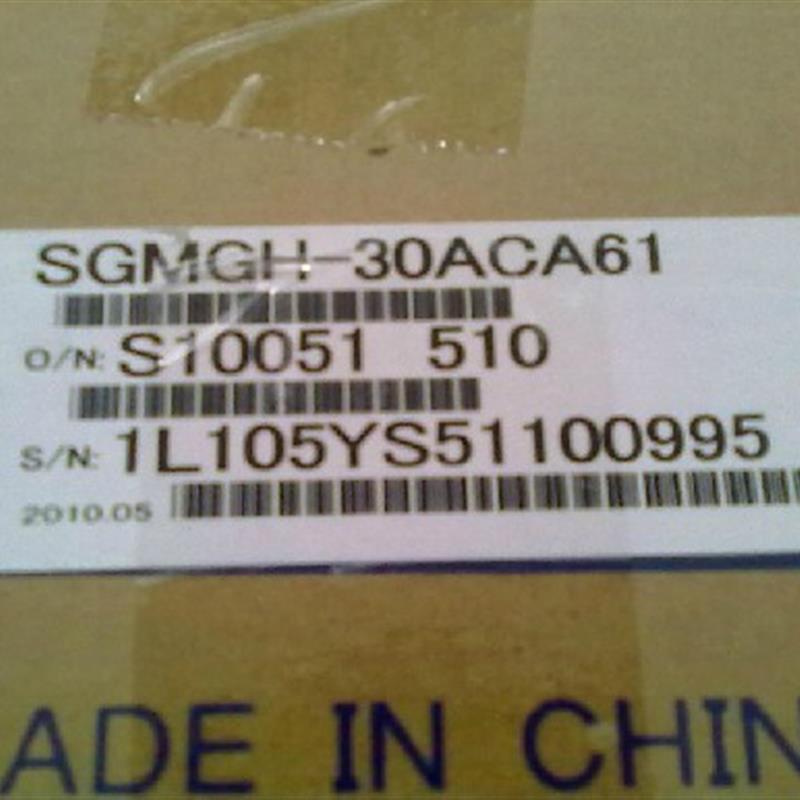 SGMGH-30ACA61
O/N: S10051 510
S/N: 1L105YS51100995
2010.05
ADE IN CHIN